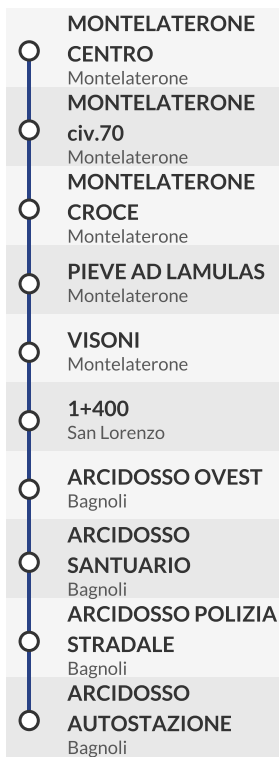 MONTELATERONE
CENTRO
Montelaterone
MONTELATERONE
civ.70
Montelaterone
MONTELATERONE
CROCE
Montelaterone
PIEVE AD LAMULAS
Montelaterone
VISONI
Montelaterone
1+400
San Lorenzo
ARCIDOSSO OVEST
Bagnoli
ARCIDOSSO
SANTUARIO
Bagnoli
ARCIDOSSO POLIZIA
STRADALE
Bagnoli
ARCIDOSSO
AUTOSTAZIONE
Bagnoli